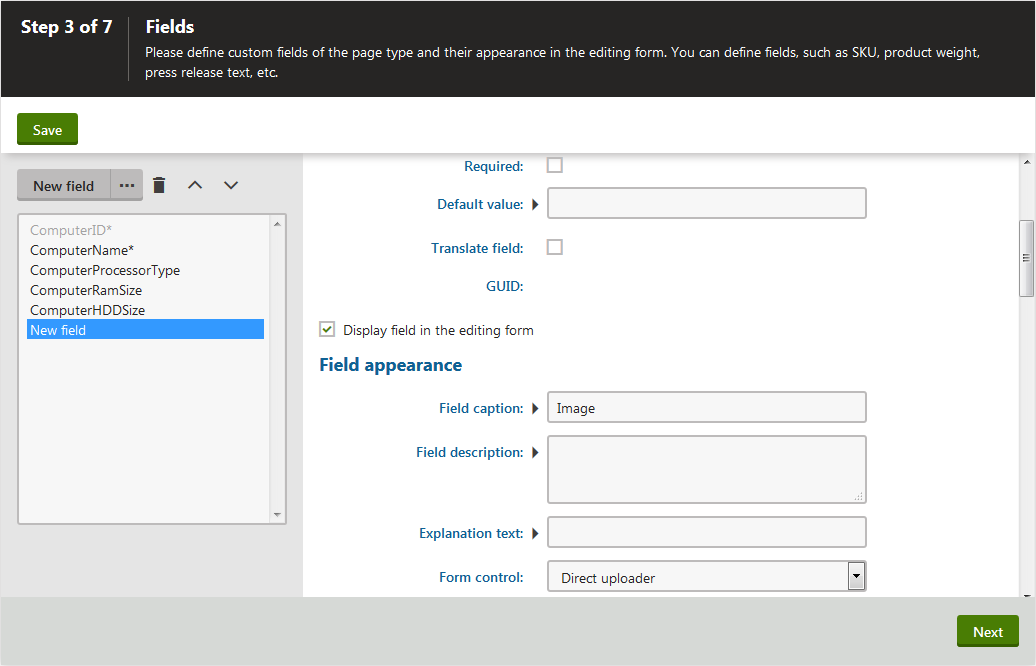 Step 3 of 7
Fields
Please define custom fields of the page type and their appearance in the editing form. You can define fields, such as SKU, product weight,
press release text, etc.
Save
New field
ComputerID*
ComputerName*
ComputerProcessorType
ComputerRamSize
ComputerHDDSize
New field
Required:
Default value:
Translate field:
GUID:
Display field in the editing form
Field appearance
Field caption: Image
Field description:
Explanation text:
Form control: Direct uploader
Next